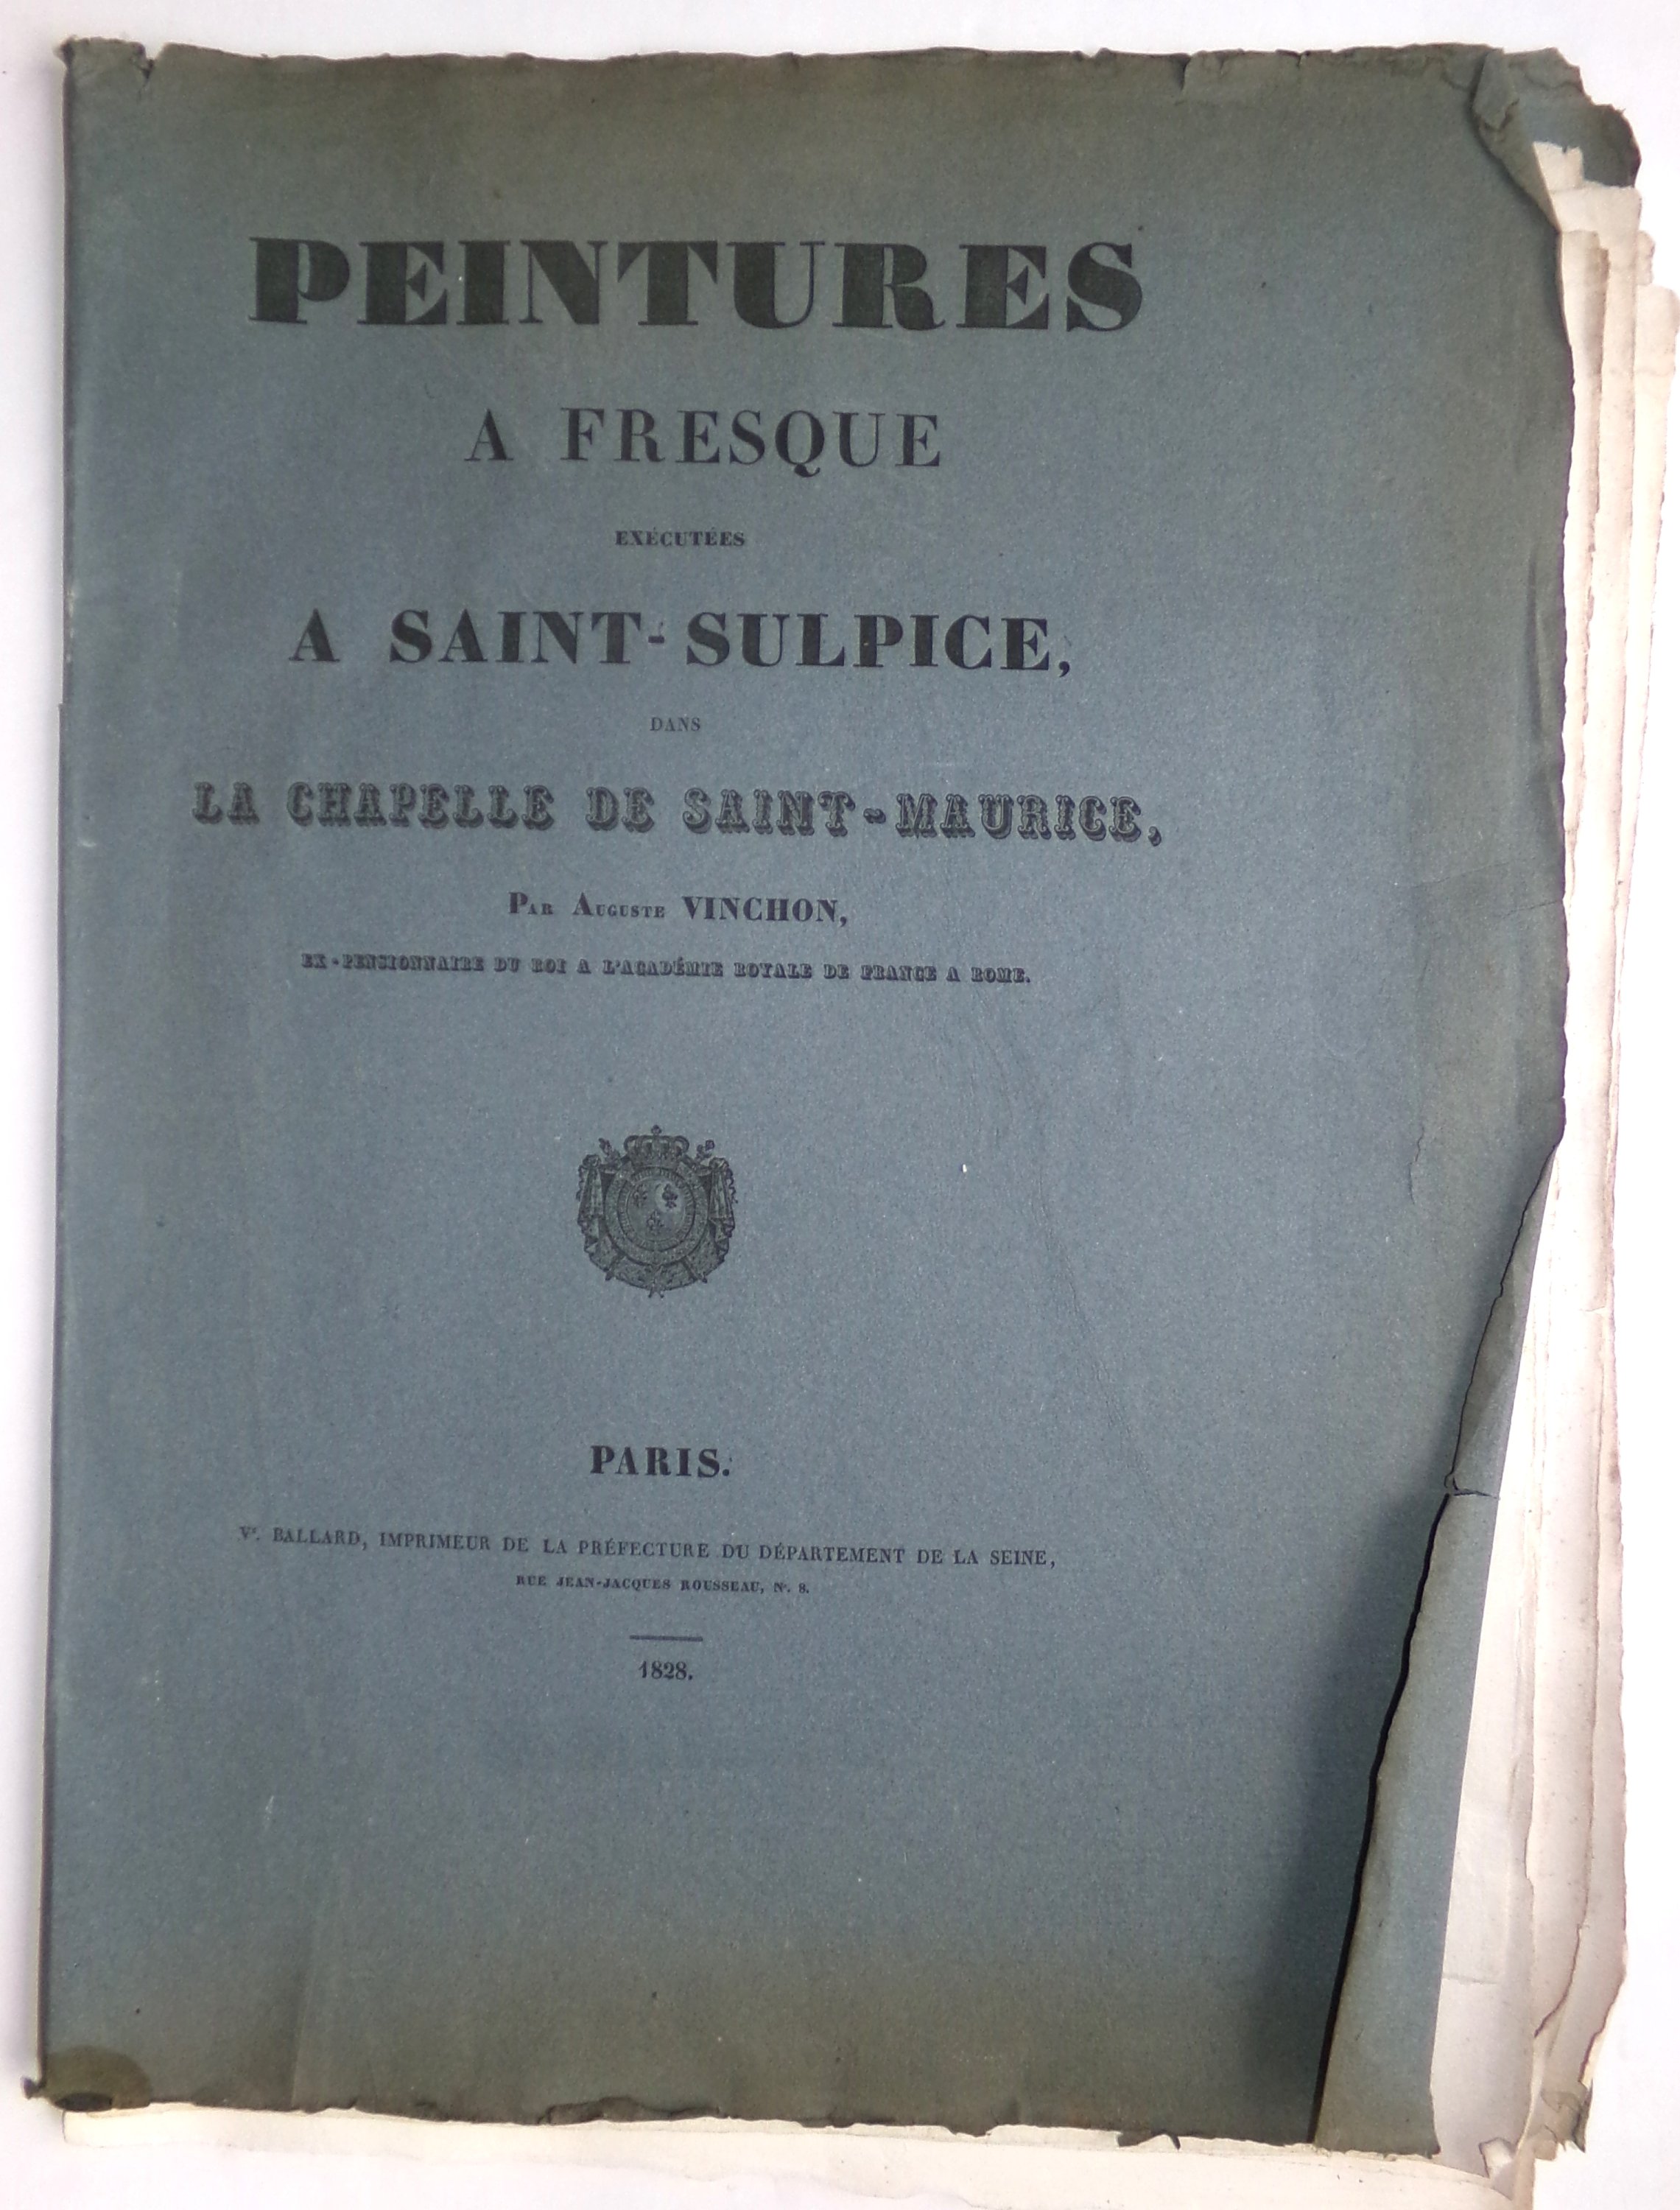 PEINTURES
A FRESQUE
EXÉCUTÉES
A SAINT-SULPICE,
DANS
LA CHAPELLE DE SAINT-MAURICE,
PAR AUGUSTE VINCHON,
EX-PENSIONNAIRE DU ROI A L'ACADÉMIE ROYALE DE FRANCE A ROME.
PARIS.
Ve. BALLARD, IMPRIMEUR DE LA PRÉFECTURE DU DÉPARTEMENT DE LA SEINE,
RUE JEAN-JACQUES ROUSSEAU, No. 8.
1828.